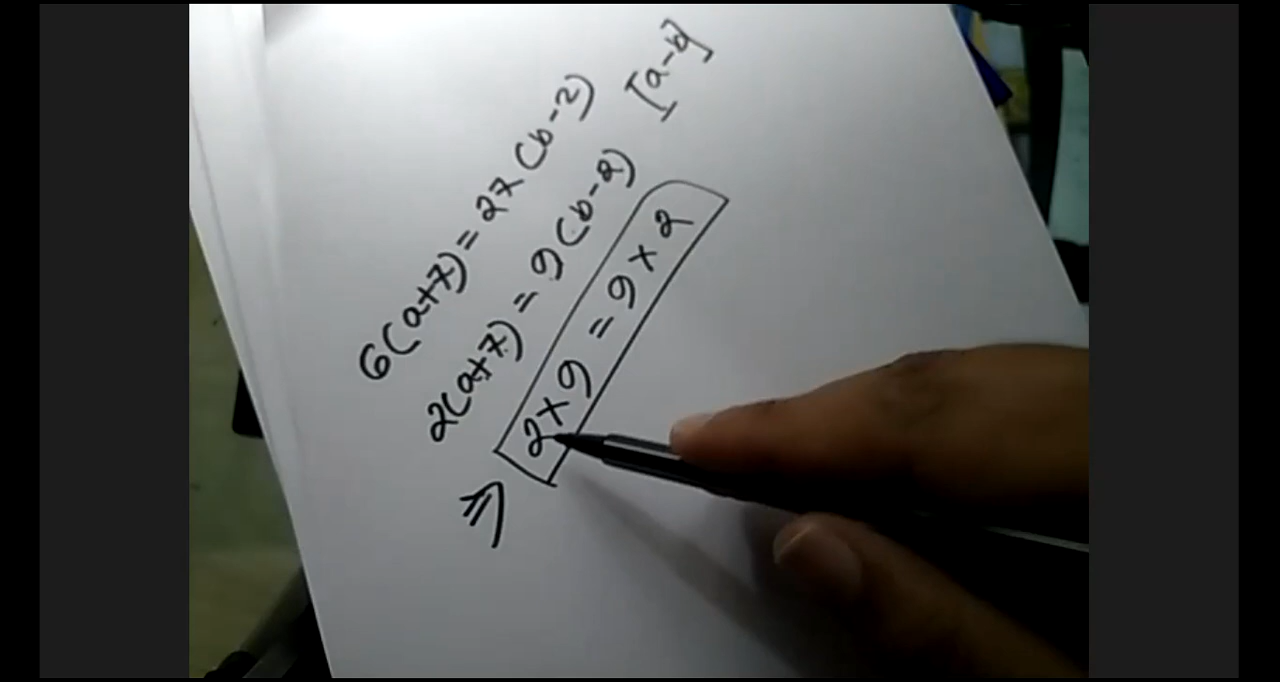 6(a+7)=27(b-2)
[a-b]
2(a+7)=9(b-2)
⇒ 2×9=9×2